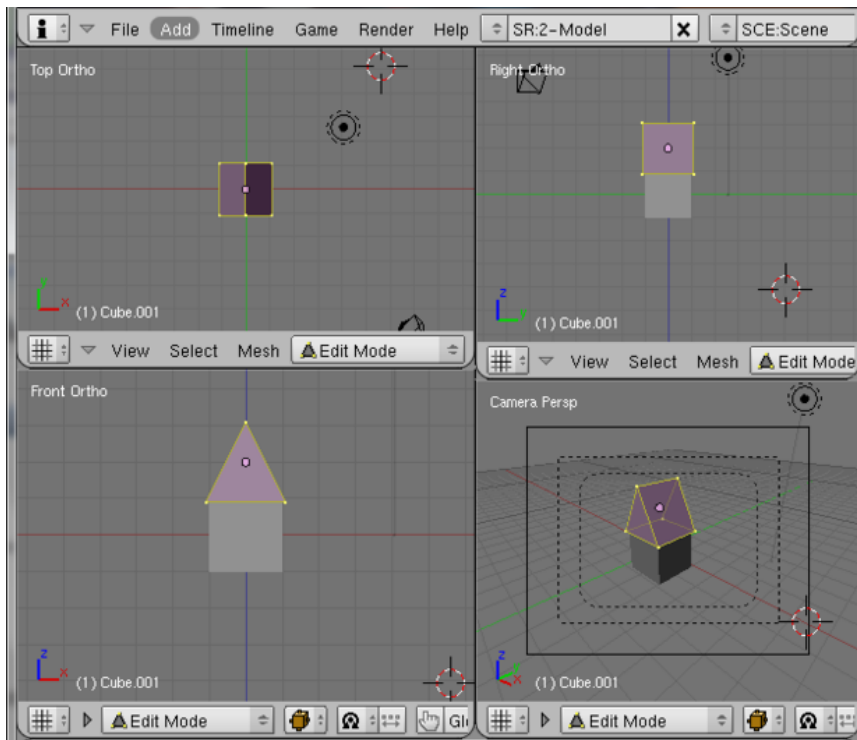 File Add Timeline Game Render Help SR:2-Model SCE:Scene
Top Ortho
Right Ortho
z y
y x
(1) Cube.001
(1) Cube.001
View Select Mesh Edit Mode
View Select Mesh Edit Mode
Front Ortho
Camera Persp
z x
(1) Cube.001
z y x
(1) Cube.001
Edit Mode Gl
Edit Mode